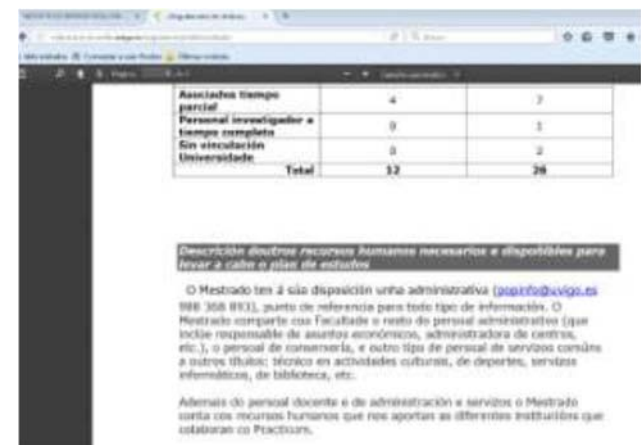 Asociados tiempo
parcial 4 7
Personal investigador a
tiempo completo 0 1
Sin vinculación
Universidade 0 2
Total 12 26
Descrición doutros recursos humanos necesarios e dispoñibles para
levar a cabo o plan de estudos
O Mestrado ten á súa disposición unha administrativa (popinfo@uvigo.es
988 368 893), punto de referencia para todo tipo de información. O
Mestrado comparte coa Facultade o resto do persoal administrativo (que
inclúe responsable de asuntos económicos, administradora de centros,
etc.), o persoal de conserxería, e outro tipo de persoal de servizos comúns
a outros títulos: técnico en actividades culturais, de deportes, servizos
informáticos, de biblioteca, etc.
Ademais do persoal docente e de administración e servizos o Mestrado
conta cos recursos humanos que nos aportan as diferentes institucións que
colaboran co Practicum.